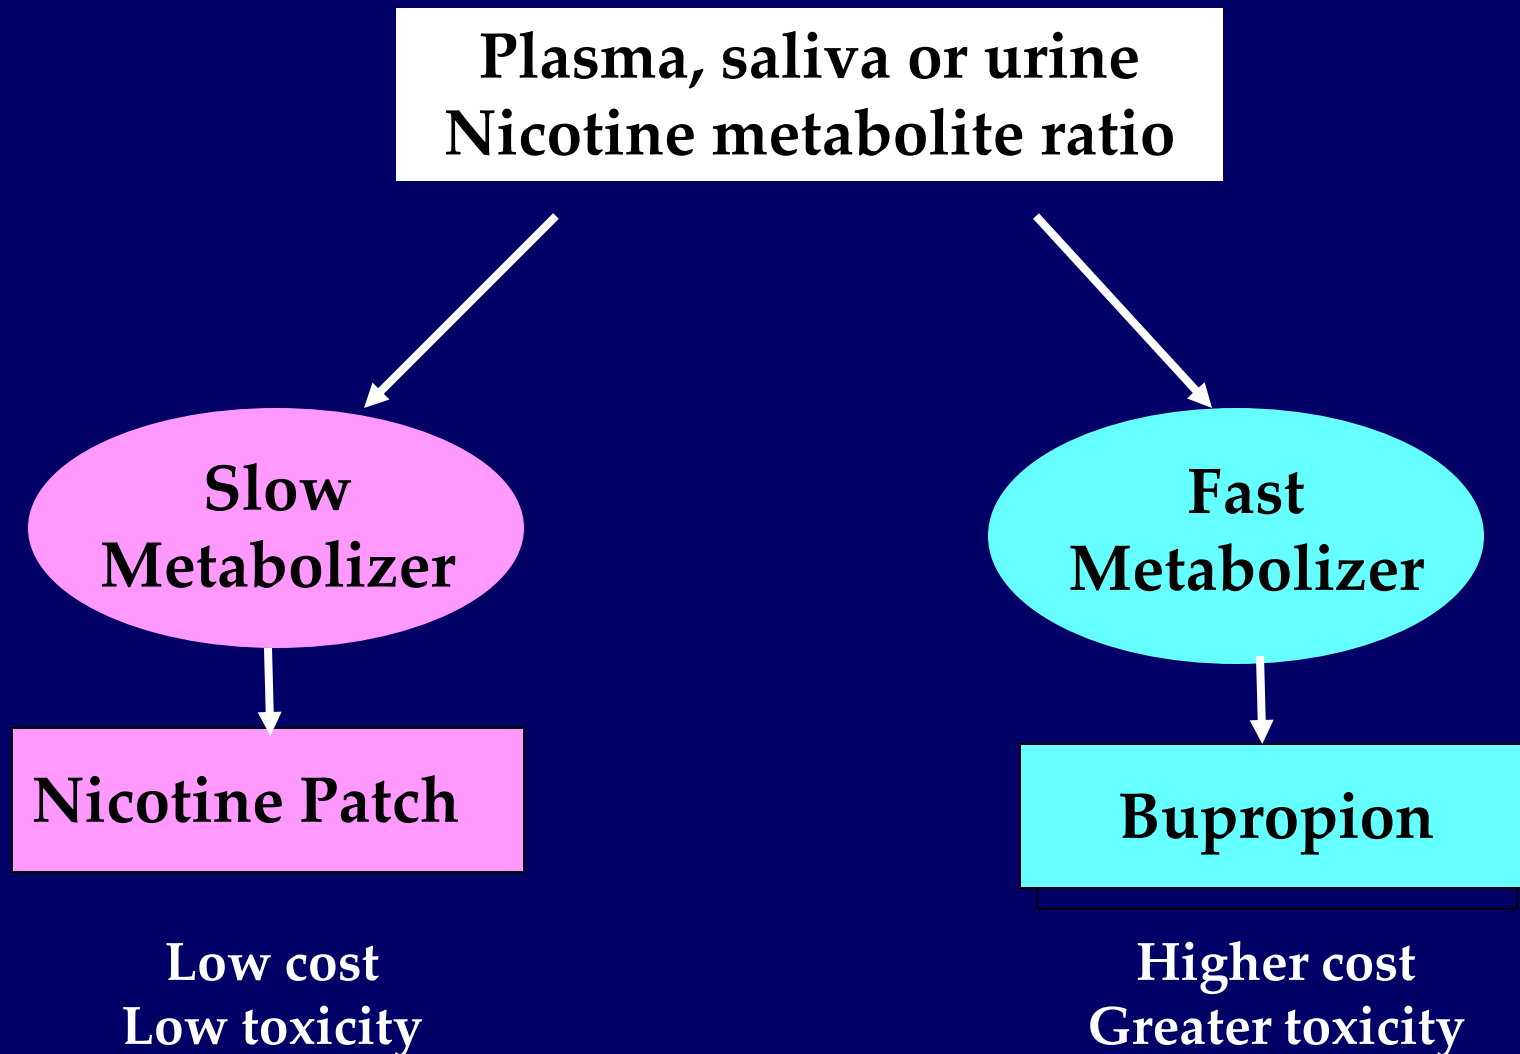 Plasma, saliva or urine
Nicotine metabolite ratio
Slow
Metabolizer
Fast
Metabolizer
Nicotine Patch
Bupropion
Low cost
Low toxicity
Higher cost
Greater toxicity